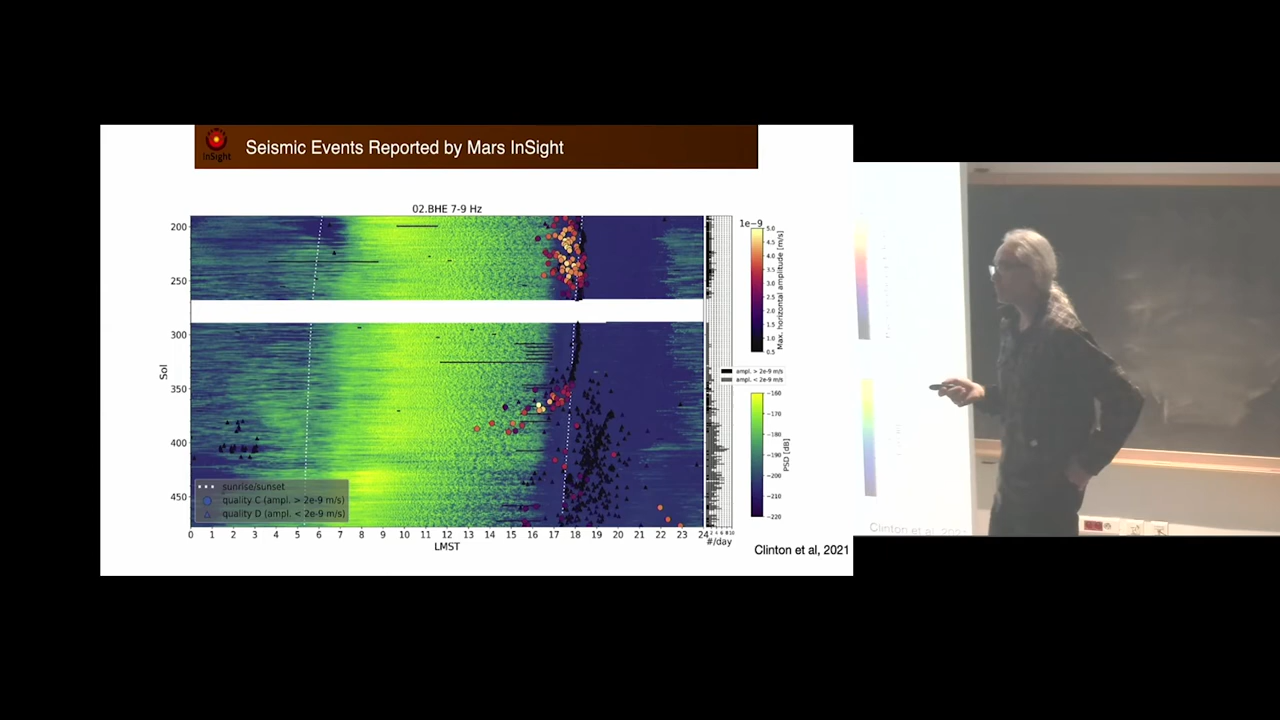 InSight
Seismic Events Reported by Mars InSight
02.BHE 7-9 Hz
200
250
300
350
400
450
Sol
sunrise/sunset
quality C (ampl. > 2e-9 m/s)
quality D (ampl. < 2e-9 m/s)
0 1 2 3 4 5 6 7 8 9 10 11 12 13 14 15 16 17 18 19 20 21 22 23 24
LMST
#/day
1e-9
5.0
4.5
4.0
3.5
3.0
2.5
2.0
1.5
1.0
0.5
Max. horizontal amplitude [m/s]
ampl. > 2e-9 m/s
ampl. < 2e-9 m/s
−160
−170
−180
−190
−200
−210
−220
PSD [dB]
Clinton et al, 2021
Clinton et al, 2021